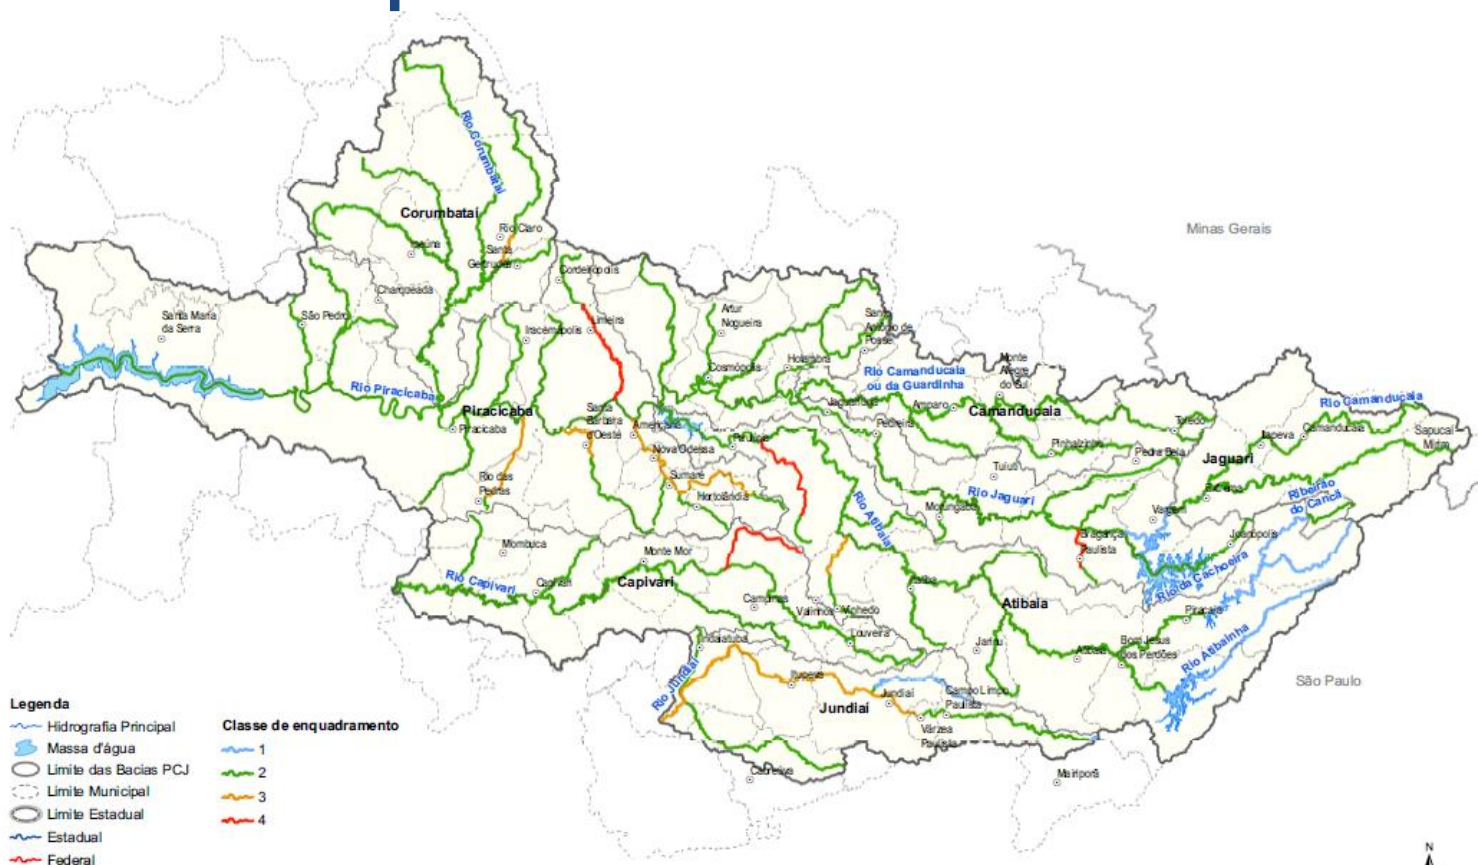 Rio Corumbataí
Minas Gerais
Corumbataí
Rio Claro
Ipeúna
Santa
Gertrudes
Cordeirópolis
Charqueada
Santa Maria
da Serra
São Pedro
Iracemápolis
Limeira
Artur
Nogueira
Santo
Antônio de
Posse
Holambra
Cosmópolis
Monte
Alegre
do Sul
Rio Camanducaia
ou da Guardinha
Rio Piracicaba
Piracicaba
Piracicaba
Santa
Bárbara
d'Oeste
Americana
Jaguariúna
Amparo
Camanducaia
Rio Camanducaia
Toledo
Itapeva
Camanducaia
Sapucaí
Mirim
Nova Odessa
Paulínia
Pedreira
Pinhalzinho
Pedra Bela
Jaguari
Rio das
Pedras
Sumaré
Hortolândia
Tuiuti
Rio Jaguari
Extrema
Ribeirão
do Cancã
Rio Atibaia
Morungaba
Vargem
Bragança
Paulista
Joanópolis
Mombuca
Monte Mor
Rio Capivari
Capivari
Capivari
Rio da Cachoeira
Itatiba
Campinas
Valinhos
Vinhedo
Atibaia
Piracaia
Louveira
Indaiatuba
Jarinu
Atibaia
Bom Jesus
dos Perdões
Rio Atibainha
Rio Jundiaí
Itupeva
Jundiaí
Jundiaí
Campo Limpo
Paulista
Várzea
Paulista
São Paulo
Cabreúva
Mairiporã
Legenda
Hidrografia Principal
Massa d'água
Limite das Bacias PCJ
Limite Municipal
Limite Estadual
Estadual
Federal
Classe de enquadramento
1
2
3
4
N